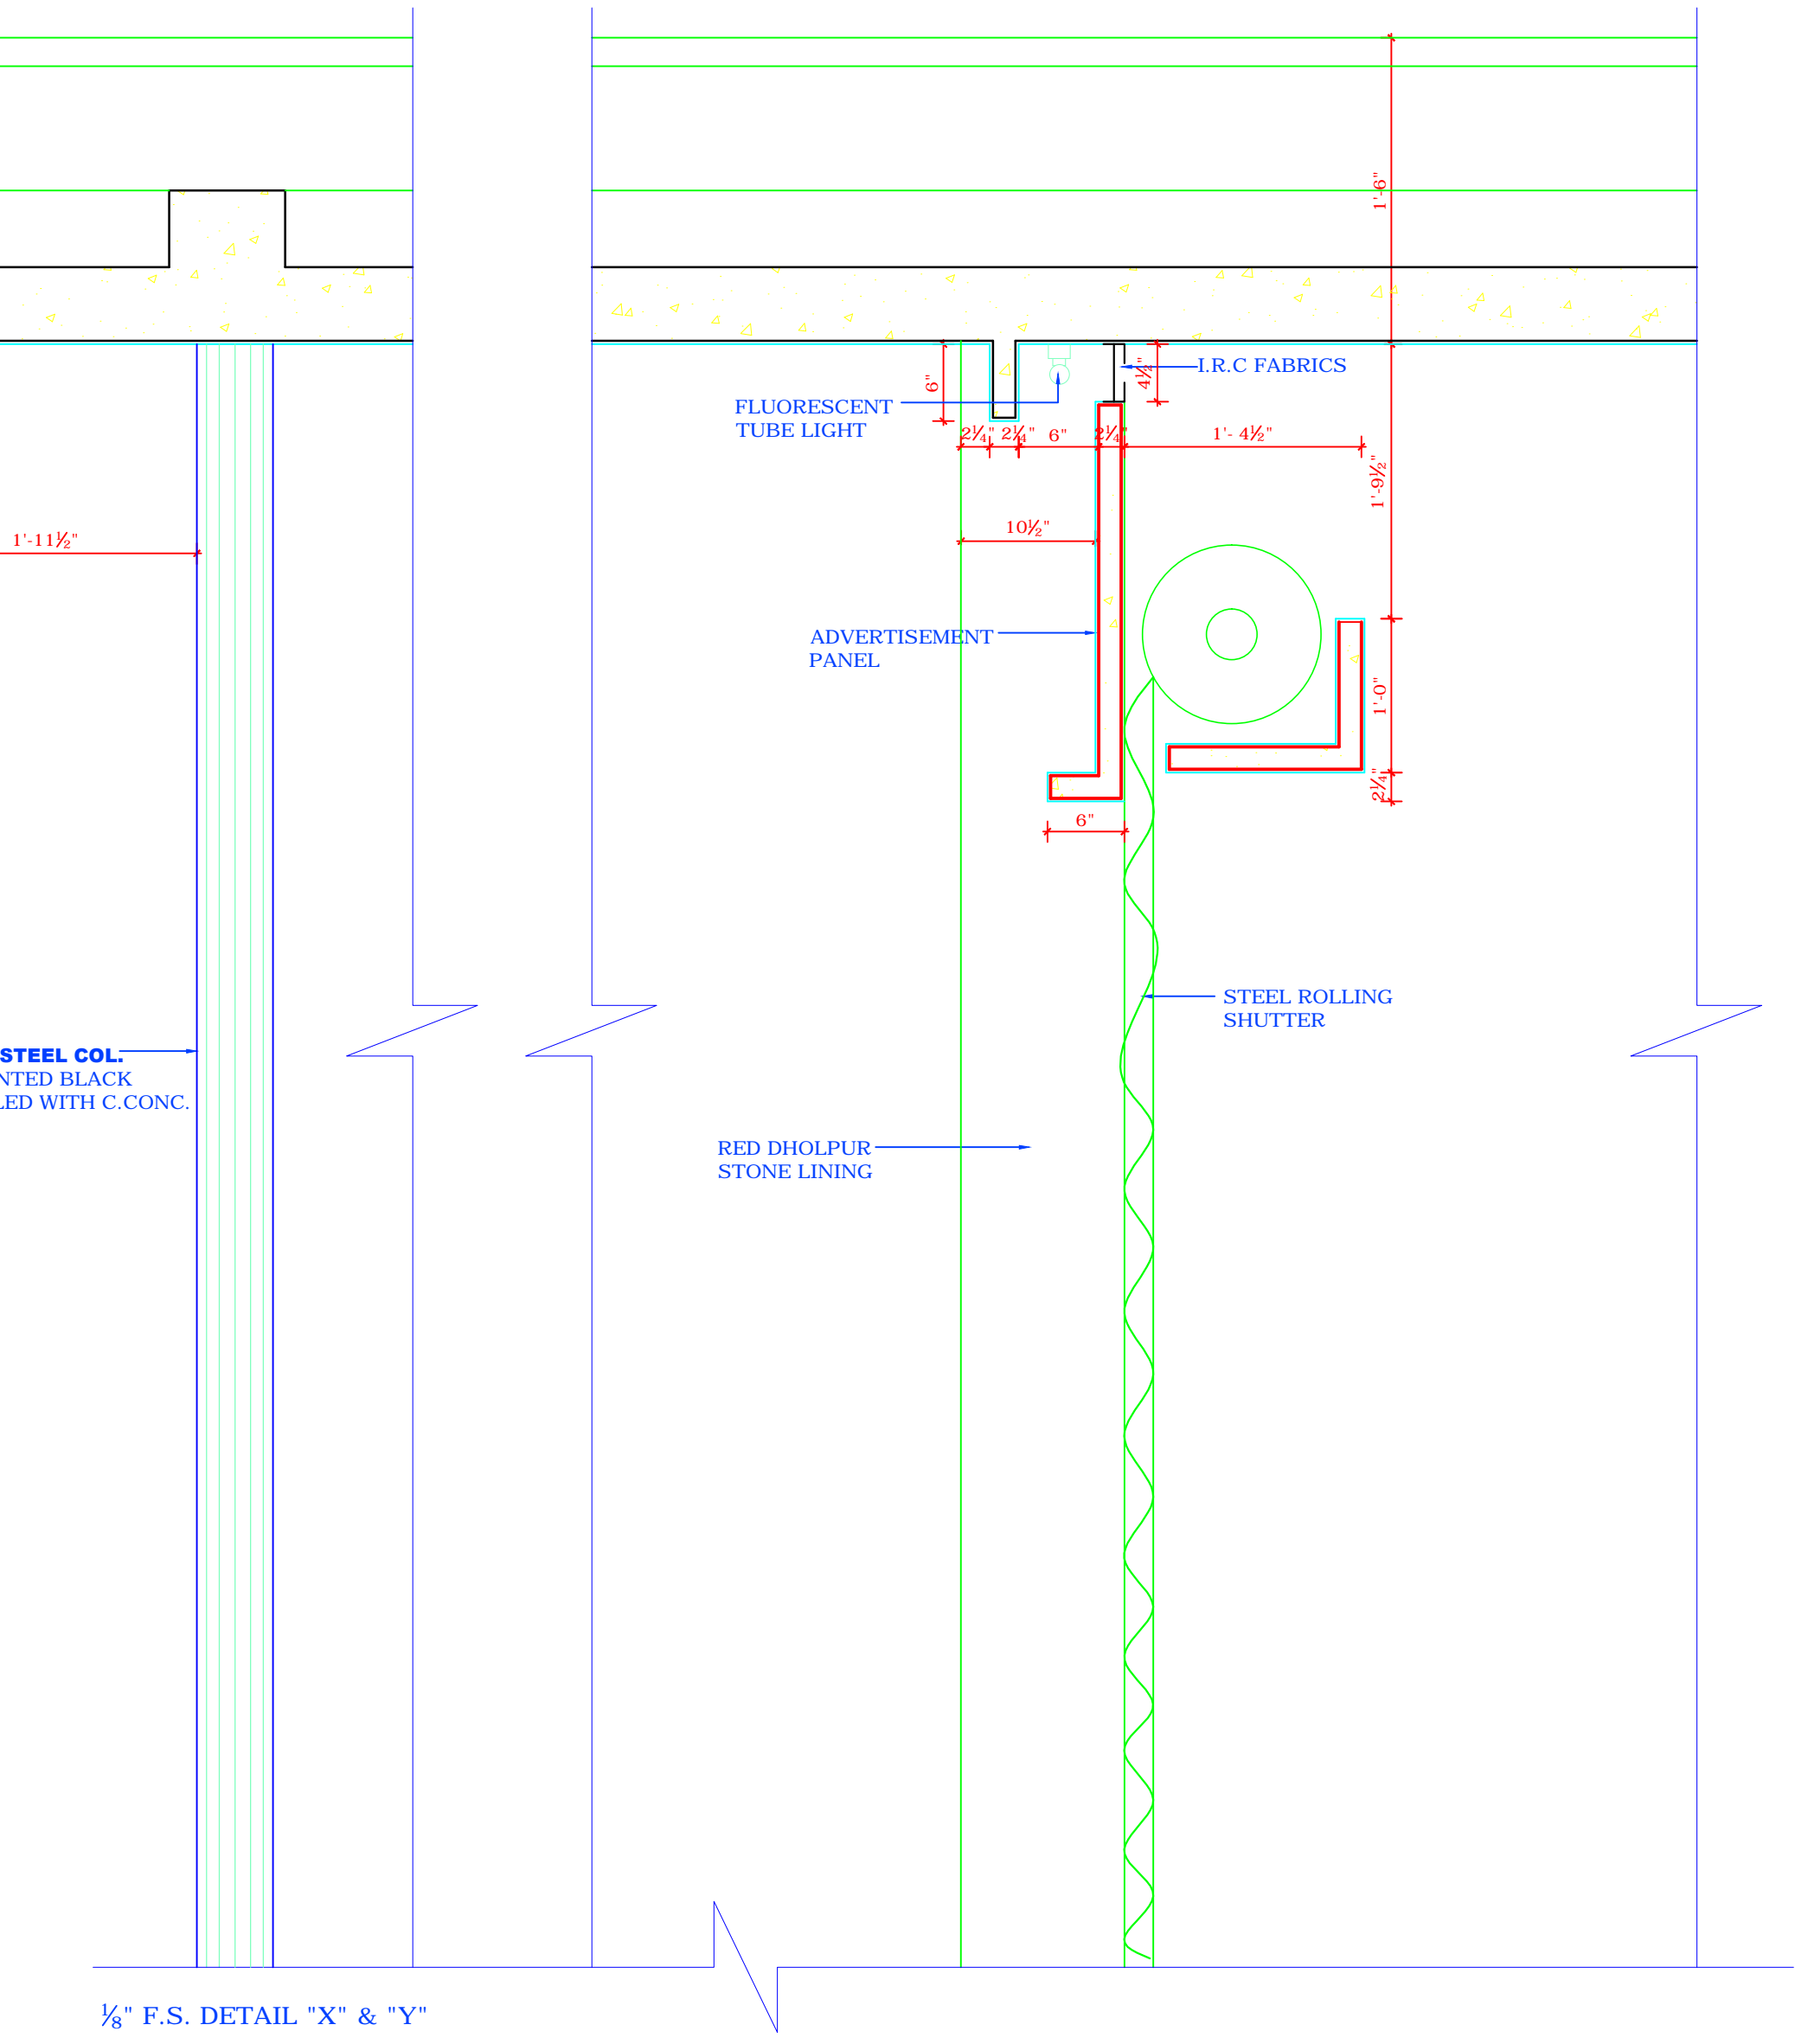 1'-6"
I.R.C FABRICS
4½"
6"
FLUORESCENT
TUBE LIGHT
2¼" 2¼" 6" 2¼" 1'- 4½"
1'-9½"
10½"
1'-11½"
ADVERTISEMENT
PANEL
1'-0"
2¼"
6"
STEEL ROLLING
SHUTTER
STEEL COL.
NTED BLACK
LED WITH C.CONC.
RED DHOLPUR
STONE LINING
⅛" F.S. DETAIL "X" & "Y"